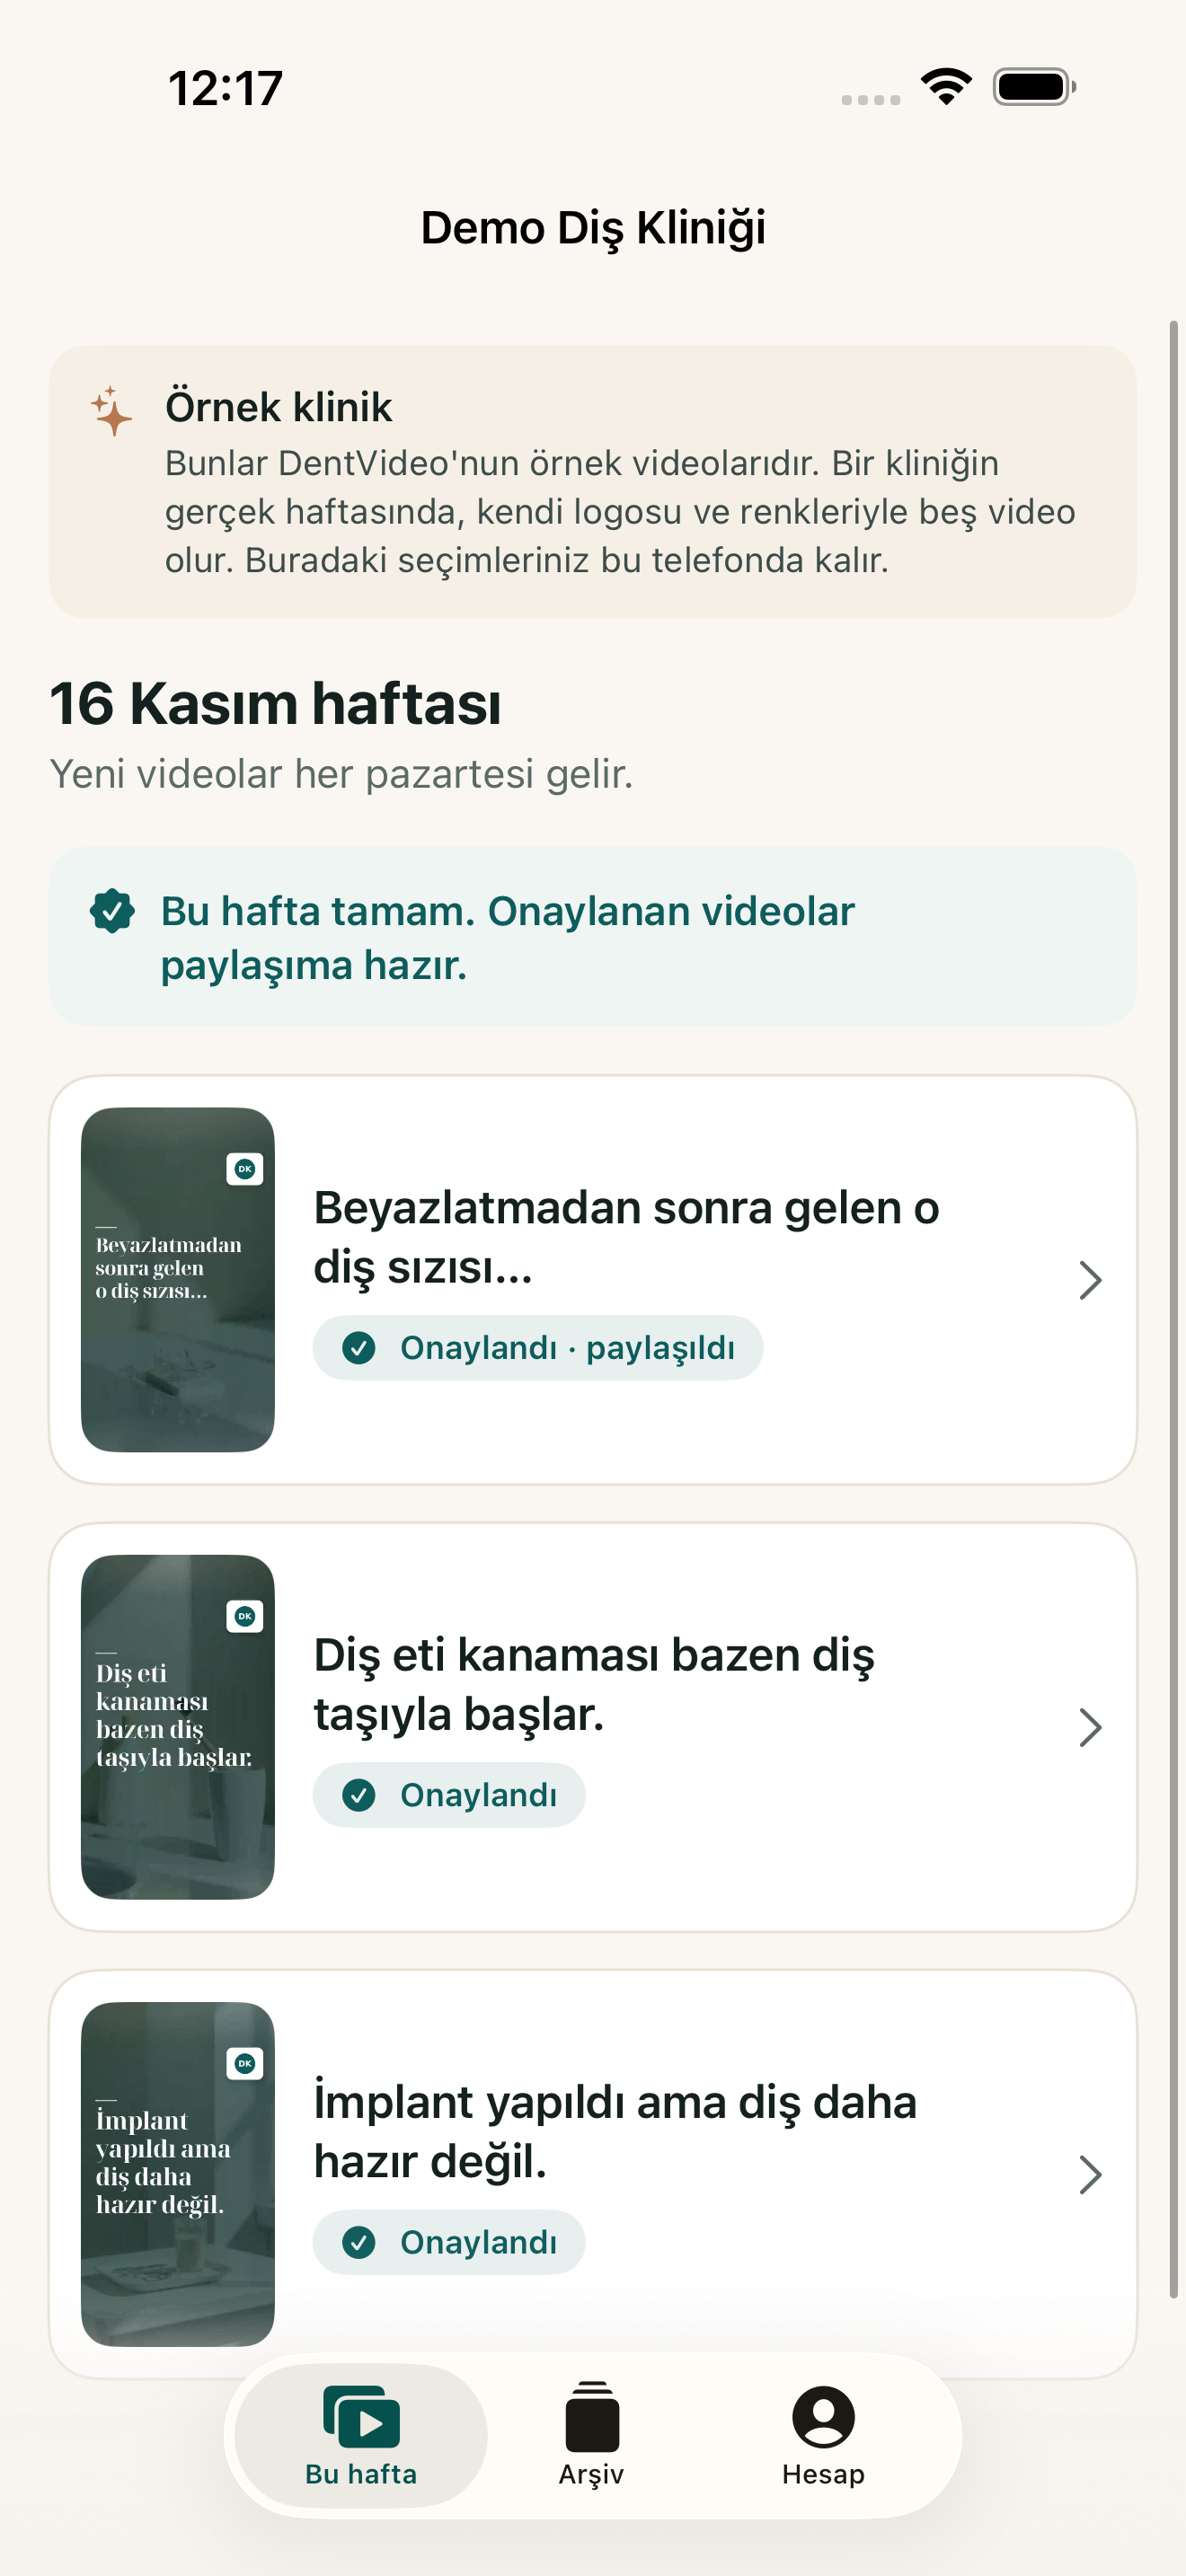 12:17
Demo Diş Kliniği
Örnek klinik
Bunlar DentVideo'nun örnek videolarıdır. Bir kliniğin
gerçek haftasında, kendi logosu ve renkleriyle beş video
olur. Buradaki seçimleriniz bu telefonda kalır.
16 Kasım haftası
Yeni videolar her pazartesi gelir.
Bu hafta tamam. Onaylanan videolar
paylaşıma hazır.
DK
Beyazlatmadan
sonra gelen
o diş sızısı...
Beyazlatmadan sonra gelen o
diş sızısı...
Onaylandı · paylaşıldı
DK
Diş eti
kanaması
bazen diş
taşıyla başlar.
Diş eti kanaması bazen diş
taşıyla başlar.
Onaylandı
DK
İmplant
yapıldı ama
diş daha
hazır değil.
İmplant yapıldı ama diş daha
hazır değil.
Onaylandı
Bu hafta
Arşiv
Hesap